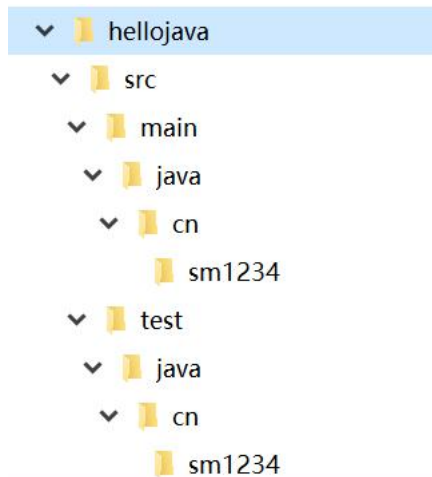 hellojava
src
main
java
cn
sm1234
test
java
cn
sm1234